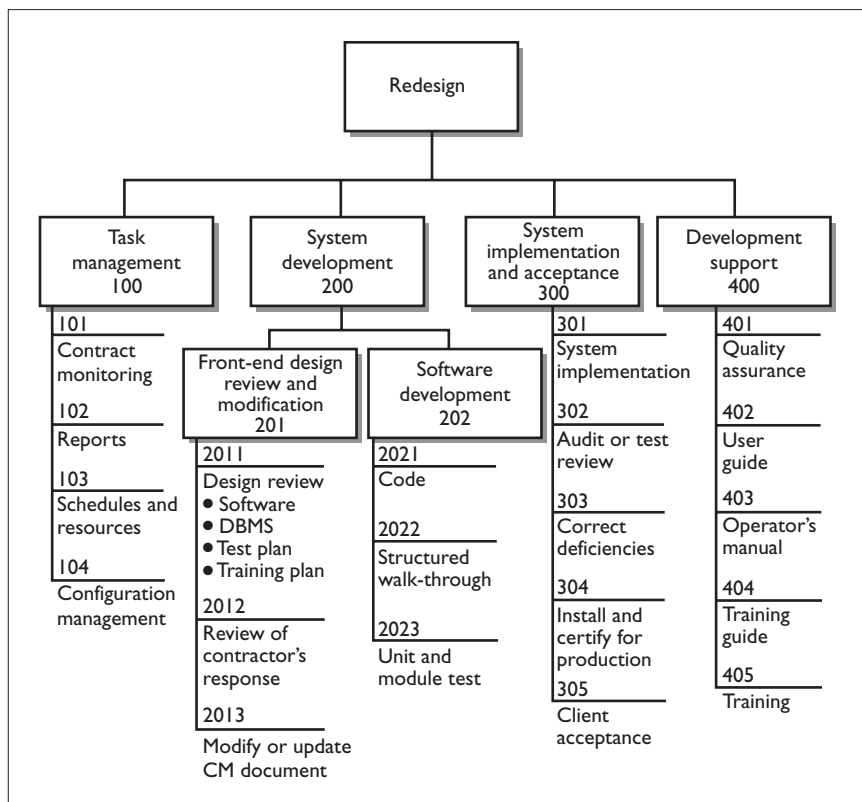 Redesign
Task
management
100
System
development
200
System
implementation
and acceptance
300
Development
support
400
101
Contract
monitoring
102
Reports
103
Schedules and
resources
104
Configuration
management
Front-end design
review and
modification
201
2011
Design review
● Software
● DBMS
● Test plan
● Training plan
2012
Review of
contractor’s
response
2013
Modify or update
CM document
Software
development
202
2021
Code
2022
Structured
walk-through
2023
Unit and
module test
301
System
implementation
302
Audit or test
review
303
Correct
deficiencies
304
Install and
certify for
production
305
Client
acceptance
401
Quality
assurance
402
User
guide
403
Operator’s
manual
404
Training
guide
405
Training